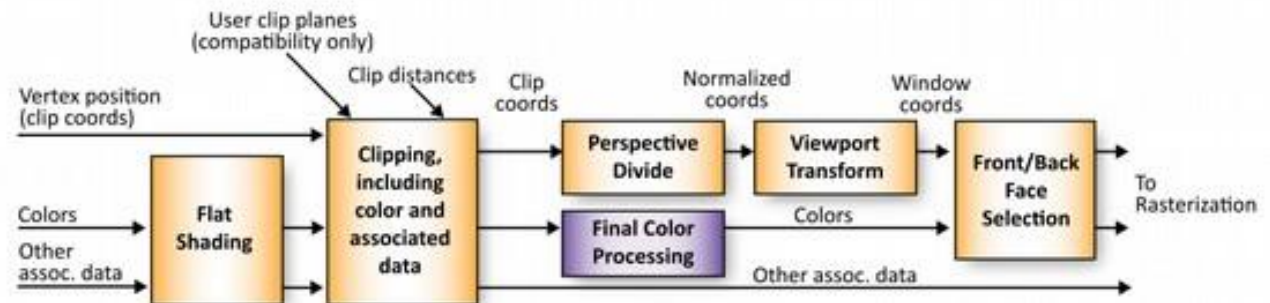 User clip planes
(compatibility only)
Clip distances
Vertex position
(clip coords)
Clip
coords
Normalized
coords
Window
coords
Colors
Other
assoc. data
Flat
Shading
Clipping,
including
color and
associated
data
Perspective
Divide
Viewport
Transform
Final Color
Processing
Colors
Other assoc. data
Front/Back
Face
Selection
To
Rasterization